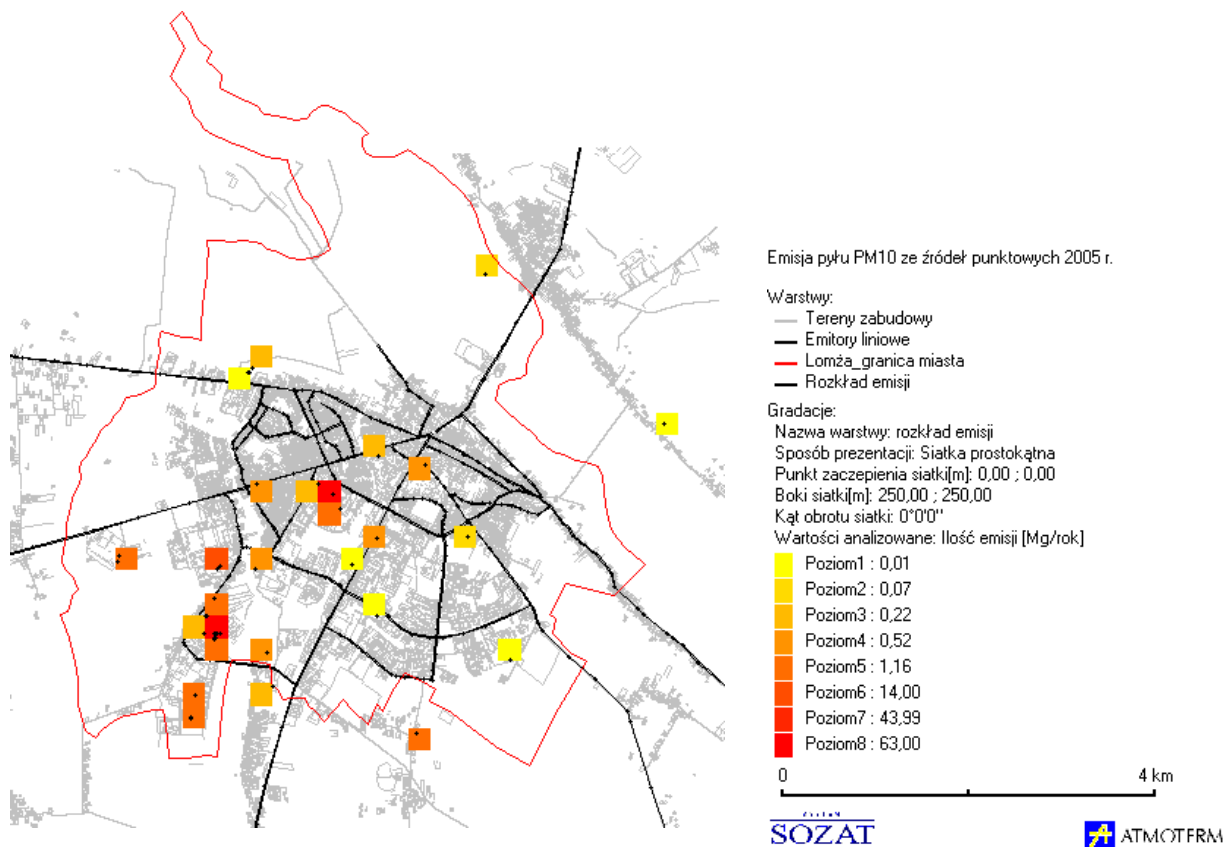 Emisja pyłu PM10 ze źródeł punktowych 2005 r.
Warstwy:
Tereny zabudowy
Emitory liniowe
Lomża_granica miasta
Rozkład emisji
Gradacje:
Nazwa warstwy: rozkład emisji
Sposób prezentacji: Siatka prostokątna
Punkt zaczepienia siatki[m]: 0,00 ; 0,00
Boki siatki[m]: 250,00 ; 250,00
Kąt obrotu siatki: 0°0'0"
Wartości analizowane: Ilość emisji [Mg/rok]
Poziom1 : 0,01
Poziom2 : 0,07
Poziom3 : 0,22
Poziom4 : 0,52
Poziom5 : 1,16
Poziom6 : 14,00
Poziom7 : 43,99
Poziom8 : 63,00
0 4 km
SOZAT
ATMOTERM